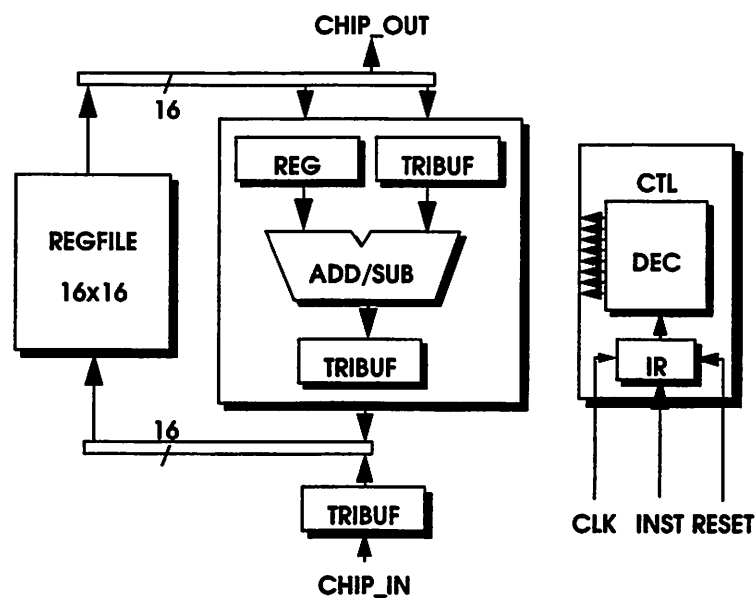 CHIP_OUT
16
REG
TRIBUF
ADD/SUB
TRIBUF
REGFILE
16x16
16
TRIBUF
CHIP_IN
CTL
DEC
IR
CLK INST RESET